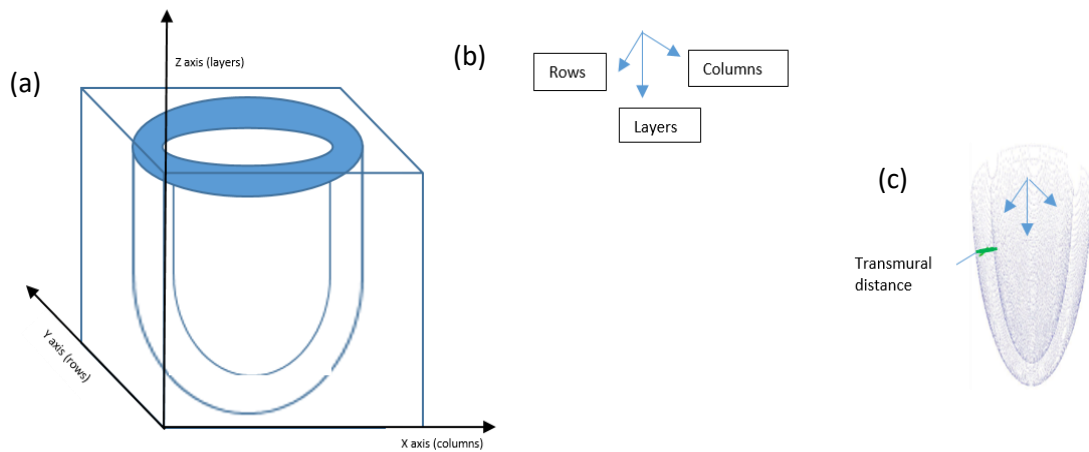 (a)
Z axis (layers)
Y axis (rows)
X axis (columns)
(b)
Rows
Columns
Layers
(c)
Transmural
distance